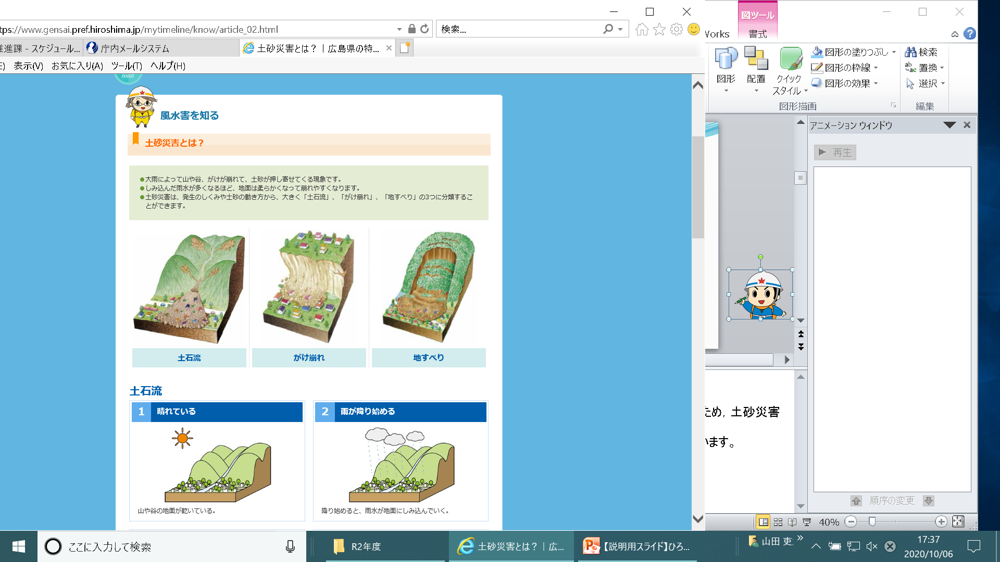 図ツール
tps://www.gensai.pref.hiroshima.jp/mytimeline/know/article_02.html
検索...
Works
書式
進課 - スケジュール...
庁内メールシステム
土砂災害とは？｜広島県の特...
表示(V) お気に入り(A) ツール(T) ヘルプ(H)
図形
配置
クイック
スタイル
図形の塗りつぶし
図形の枠線
図形の効果
図形描画
検索
置換
選択
編集
風水害を知る
土砂災害とは？
●大雨によって山や谷、がけが崩れて、土砂が押し寄せてくる現象です。
●しみ込んだ雨水が多くなるほど、地面は柔らかくなって崩れやすくなります。
●土砂災害は、発生のしくみや土砂の動き方から、大きく「土石流」、「がけ崩れ」、「地すべり」の3つに分類するこ
とができます。
土石流
がけ崩れ
地すべり
土石流
1 晴れている
山や谷の地面が乾いている。
2 雨が降り始める
降り始めると、雨水が地面にしみ込んでいく。
アニメーション ウィンドウ
再生
ため，土砂災害
います。
順序の変更
40%
ここに入力して検索
R2年度
土砂災害とは？｜広...
【説明用スライド】ひろ...
山田
17:37
2020/10/06